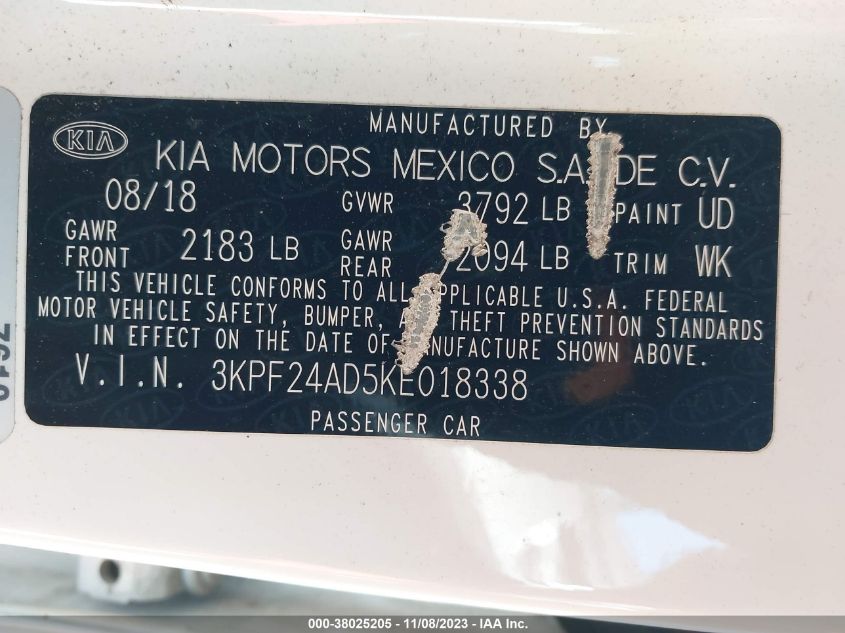 MANUFACTURED BY
KIA
KIA MOTORS MEXICO S.A. DE C.V.
08/18 GVWR 3792 LB PAINT UD
GAWR FRONT 2183 LB GAWR REAR 2094 LB TRIM WK
THIS VEHICLE CONFORMS TO ALL APPLICABLE U.S.A. FEDERAL
MOTOR VEHICLE SAFETY, BUMPER, THEFT PREVENTION STANDARDS
IN EFFECT ON THE DATE OF MANUFACTURE SHOWN ABOVE.
V.I.N. 3KPF24AD5KE018338
PASSENGER CAR
000-38025205 - 11/08/2023 - IAA Inc.